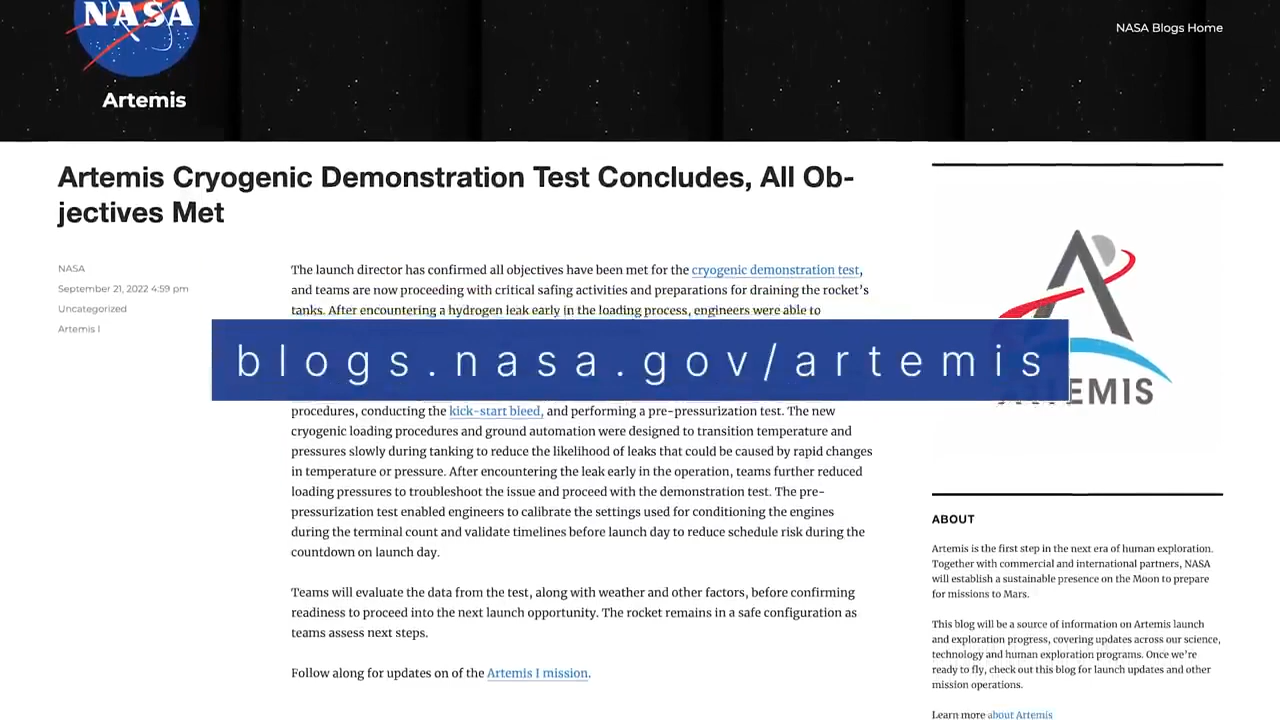 NASA
NASA Blogs Home
Artemis
Artemis Cryogenic Demonstration Test Concludes, All Ob-
jectives Met
NASA
September 21, 2022 4:59 pm
Uncategorized
Artemis I
The launch director has confirmed all objectives have been met for the cryogenic demonstration test,
and teams are now proceeding with critical safing activities and preparations for draining the rocket's
tanks. After encountering a hydrogen leak early in the loading process, engineers were able to
blogs.nasa.gov/artemis
procedures, conducting the kick-start bleed, and performing a pre-pressurization test. The new
cryogenic loading procedures and ground automation were designed to transition temperature and
pressures slowly during tanking to reduce the likelihood of leaks that could be caused by rapid changes
in temperature or pressure. After encountering the leak early in the operation, teams further reduced
loading pressures to troubleshoot the issue and proceed with the demonstration test. The pre-
pressurization test enabled engineers to calibrate the settings used for conditioning the engines
during the terminal count and validate timelines before launch day to reduce schedule risk during the
countdown on launch day.
Teams will evaluate the data from the test, along with weather and other factors, before confirming
readiness to proceed into the next launch opportunity. The rocket remains in a safe configuration as
teams assess next steps.
Follow along for updates on of the Artemis I mission.
ARTEMIS
ABOUT
Artemis is the first step in the next era of human exploration.
Together with commercial and international partners, NASA
will establish a sustainable presence on the Moon to prepare
for missions to Mars.
This blog will be a source of information on Artemis launch
and exploration progress, covering updates across our science,
technology and human exploration programs. Once we're
ready to fly, check out this blog for launch updates and other
mission operations.
Learn more about Artemis